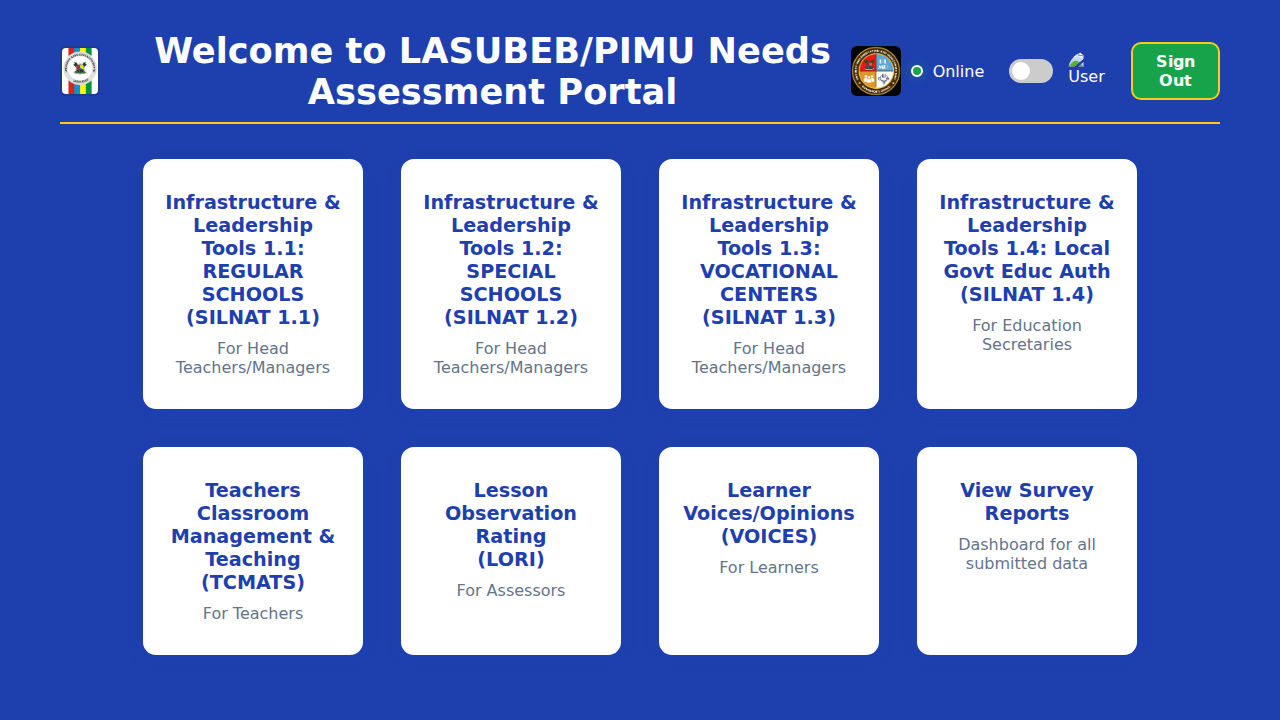 Welcome to LASUBEB/PIMU Needs
Assessment Portal
Online
User
Sign
Out
Infrastructure &
Leadership
Tools 1.1:
REGULAR
SCHOOLS
(SILNAT 1.1)
For Head
Teachers/Managers
Infrastructure &
Leadership
Tools 1.2:
SPECIAL
SCHOOLS
(SILNAT 1.2)
For Head
Teachers/Managers
Infrastructure &
Leadership
Tools 1.3:
VOCATIONAL
CENTERS
(SILNAT 1.3)
For Head
Teachers/Managers
Infrastructure &
Leadership
Tools 1.4: Local
Govt Educ Auth
(SILNAT 1.4)
For Education
Secretaries
Teachers
Classroom
Management &
Teaching
(TCMATS)
For Teachers
Lesson
Observation
Rating
(LORI)
For Assessors
Learner
Voices/Opinions
(VOICES)
For Learners
View Survey
Reports
Dashboard for all
submitted data